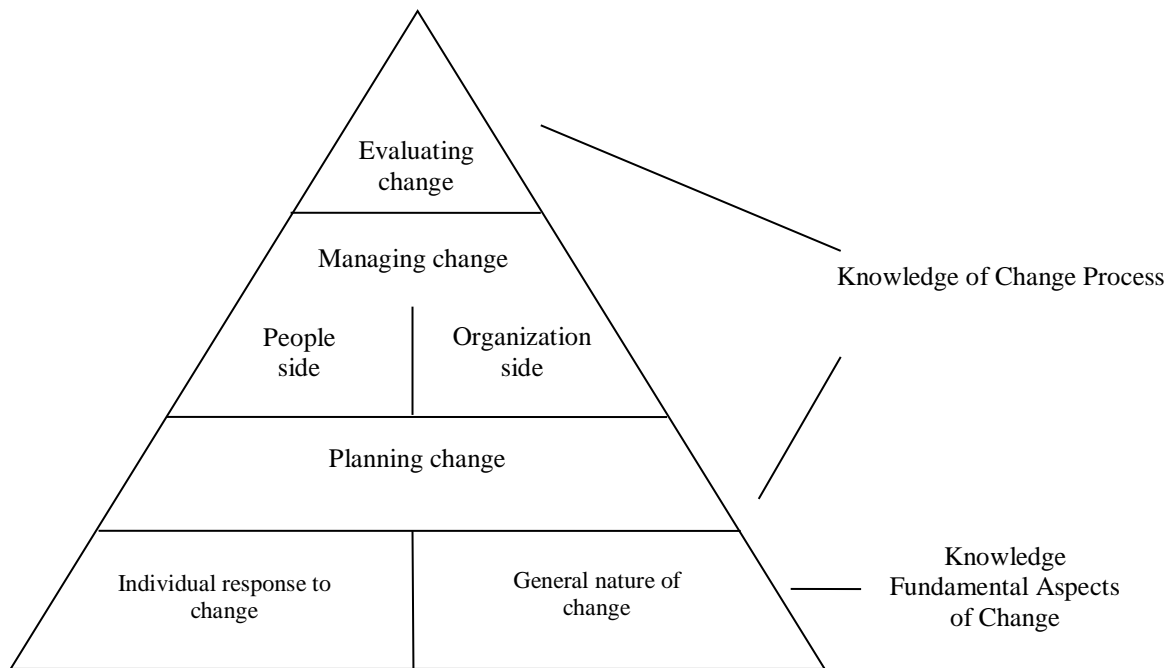 Evaluating
change
Managing change
People
side
Organization
side
Planning change
Individual response to
change
General nature of
change
Knowledge of Change Process
Knowledge
Fundamental Aspects
of Change